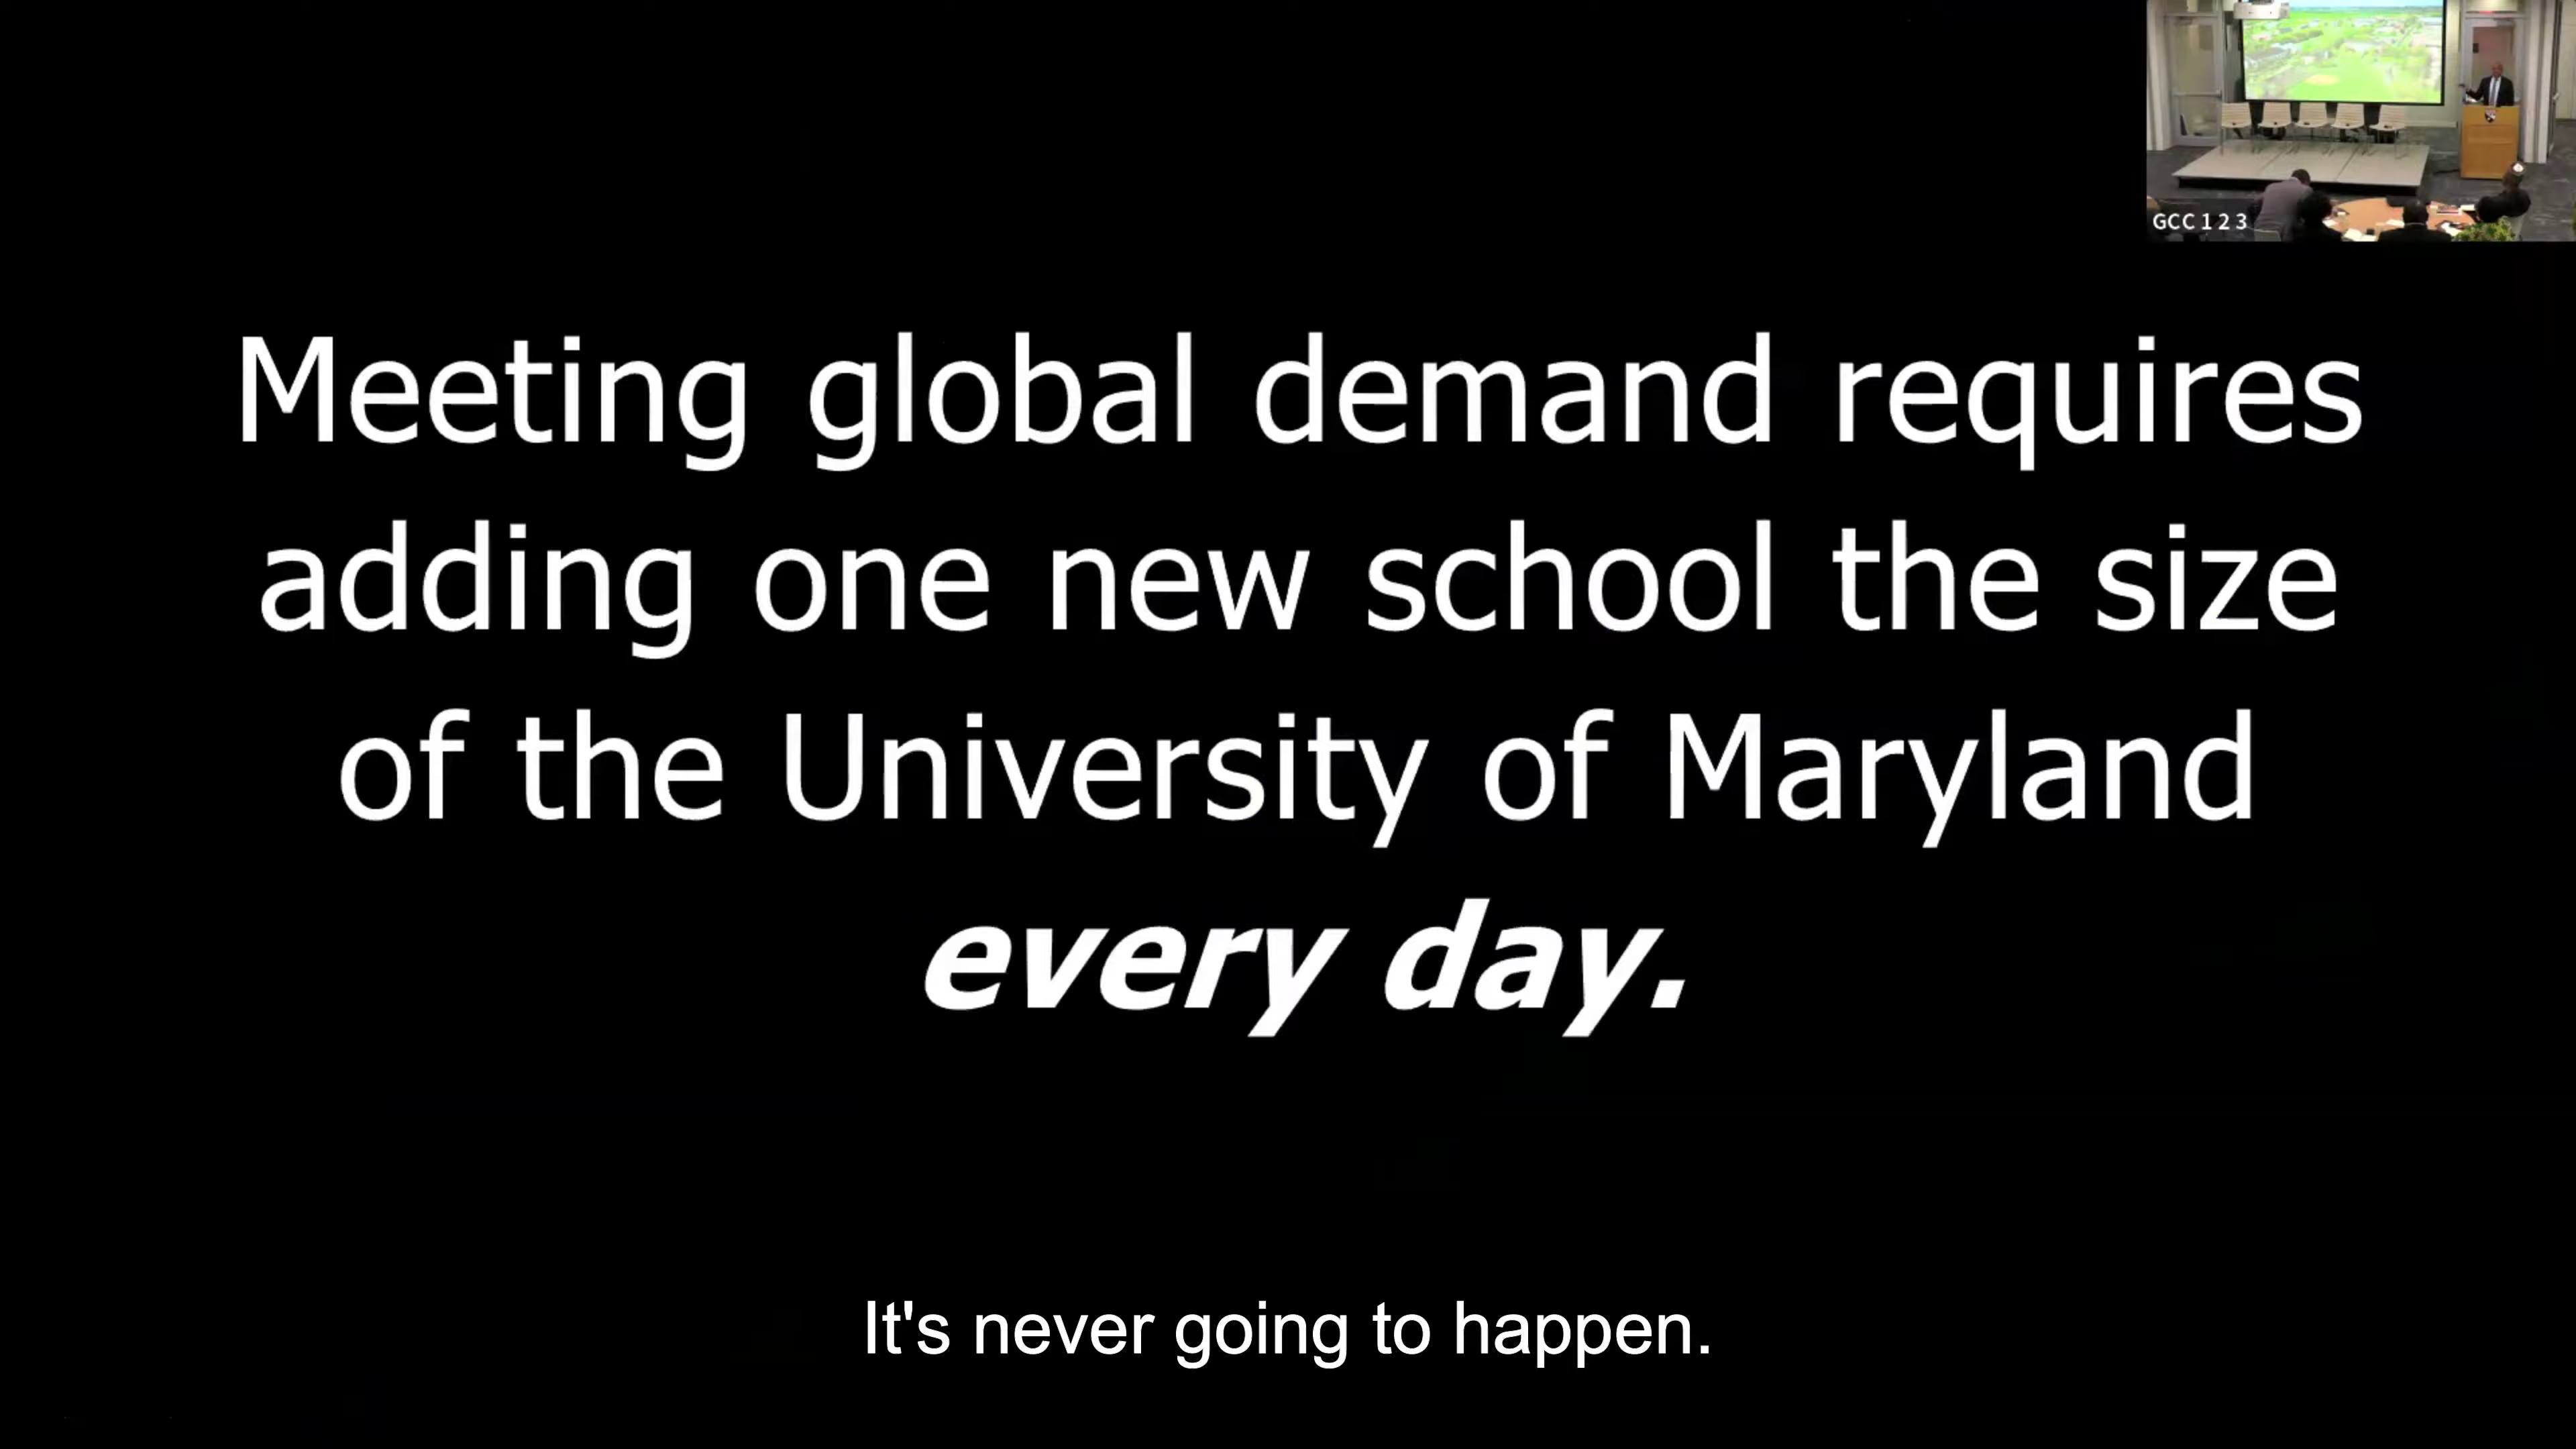 GCC 1 2 3
Meeting global demand requires
adding one new school the size
of the University of Maryland
every day.
It's never going to happen.